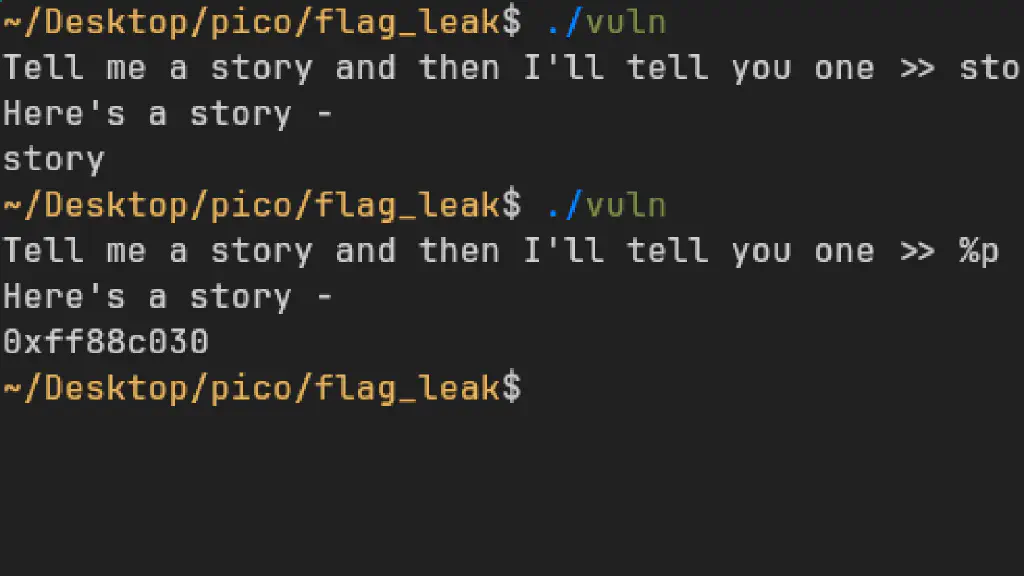 ~/Desktop/pico/flag_leak$ ./vuln
Tell me a story and then I'll tell you one >> sto
Here's a story -
story
~/Desktop/pico/flag_leak$ ./vuln
Tell me a story and then I'll tell you one >> %p
Here's a story -
0xff88c030
~/Desktop/pico/flag_leak$